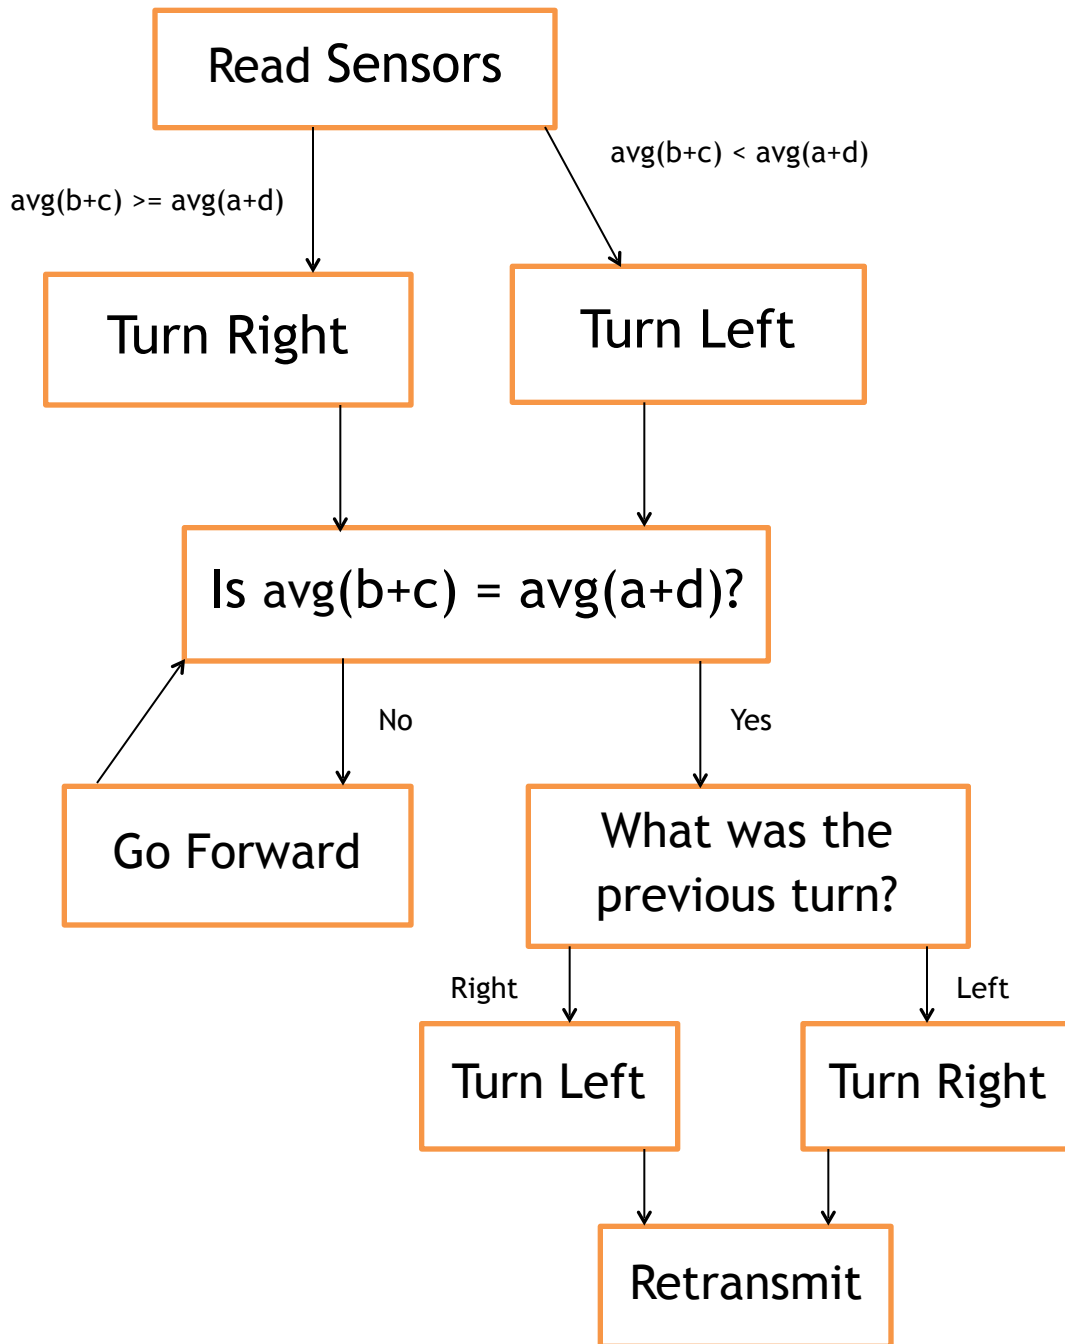 Read Sensors
avg(b+c) < avg(a+d)
avg(b+c) >= avg(a+d)
Turn Right
Turn Left
Is avg(b+c) = avg(a+d)?
No
Yes
Go Forward
What was the
previous turn?
Right
Left
Turn Left
Turn Right
Retransmit